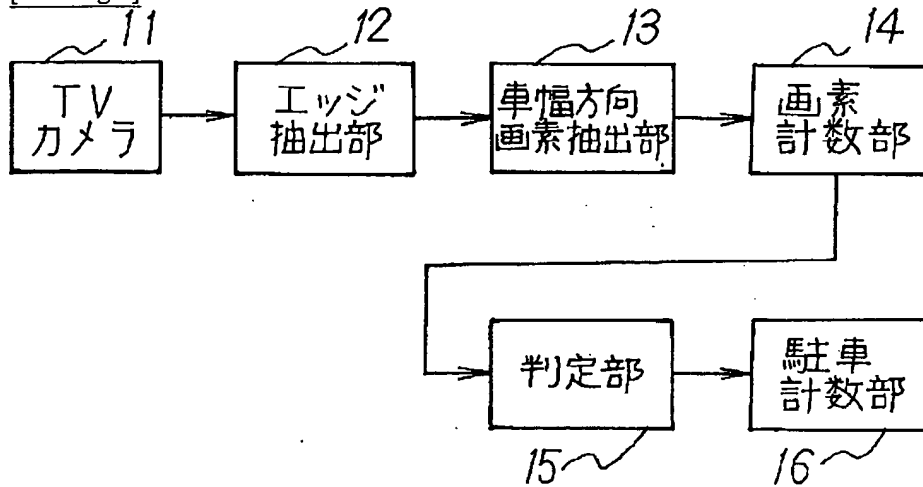 11
TV
カメラ
12
エッジ
抽出部
13
車幅方向
画素抽出部
14
画素
計数部
判定部
15
駐車
計数部
16